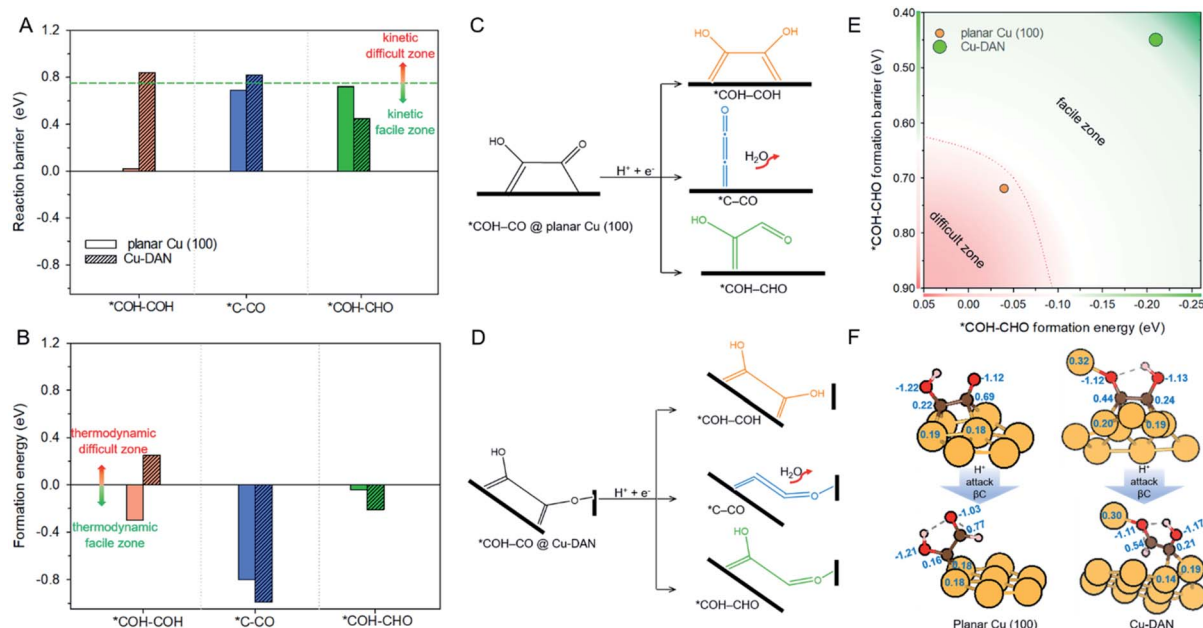 A
Reaction barrier (eV)
1.2
0.8
0.4
0.0
-0.4
-0.8
kinetic difficult zone
kinetic facile zone
planar Cu (100)
Cu-DAN
*COH-COH
*C-CO
*COH-CHO
B
Formation energy (eV)
1.2
0.8
0.4
0.0
-0.4
-0.8
thermodynamic
difficult zone
thermodynamic
facile zone
*COH-COH
*C-CO
*COH-CHO
C
HO
O
*COH–CO @ planar Cu (100)
H⁺ + e⁻
HO
OH
*COH–COH
O
H₂O
*C–CO
HO
O
*COH–CHO
D
HO
O
*COH–CO @ Cu-DAN
H⁺ + e⁻
HO
HO
*COH–COH
H₂O
O
*C–CO
HO
O
*COH–CHO
E
*COH-CHO formation barrier (eV)
0.40
0.50
0.60
0.70
0.80
0.90
planar Cu (100)
Cu-DAN
facile zone
difficult zone
0.05
0.00
-0.05
-0.10
-0.15
-0.20
-0.25
*COH-CHO formation energy (eV)
F
-1.22
-1.12
0.22
0.69
0.19
0.18
H⁺
attack
βC
-1.03
0.77
-1.21
0.16
0.18
0.18
Planar Cu (100)
0.32
-1.12
-1.13
0.44
0.24
0.20
0.19
H⁺
attack
βC
0.30
-1.11
-1.17
0.54
0.21
0.19
0.14
Cu-DAN